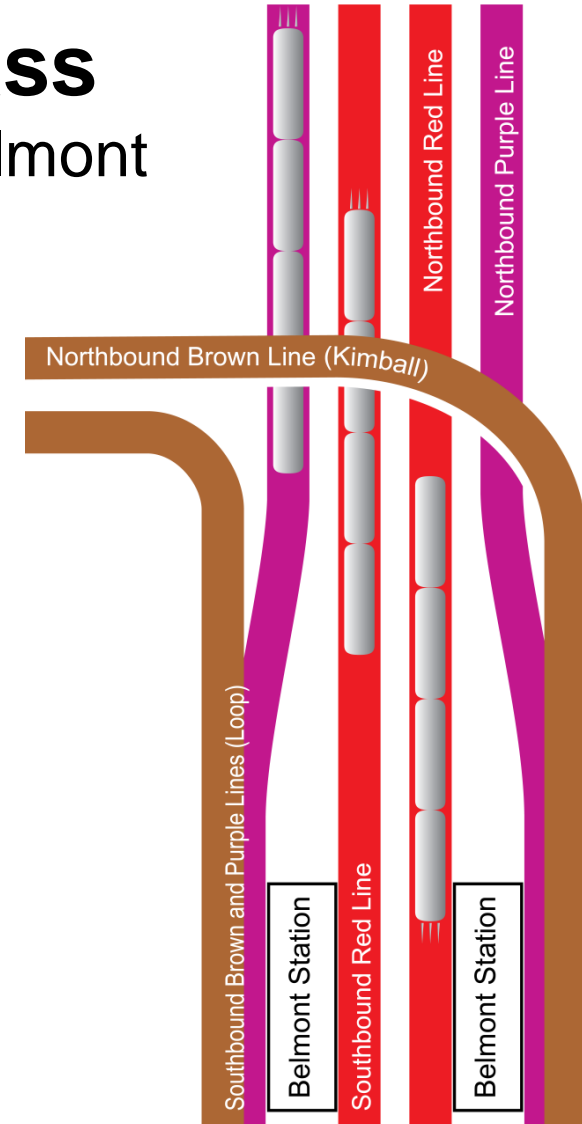 ass
lmont
Northbound Red Line
Northbound Purple Line
Northbound Brown Line (Kimball)
Southbound Brown and Purple Lines (Loop)
Belmont Station
Southbound Red Line
Belmont Station